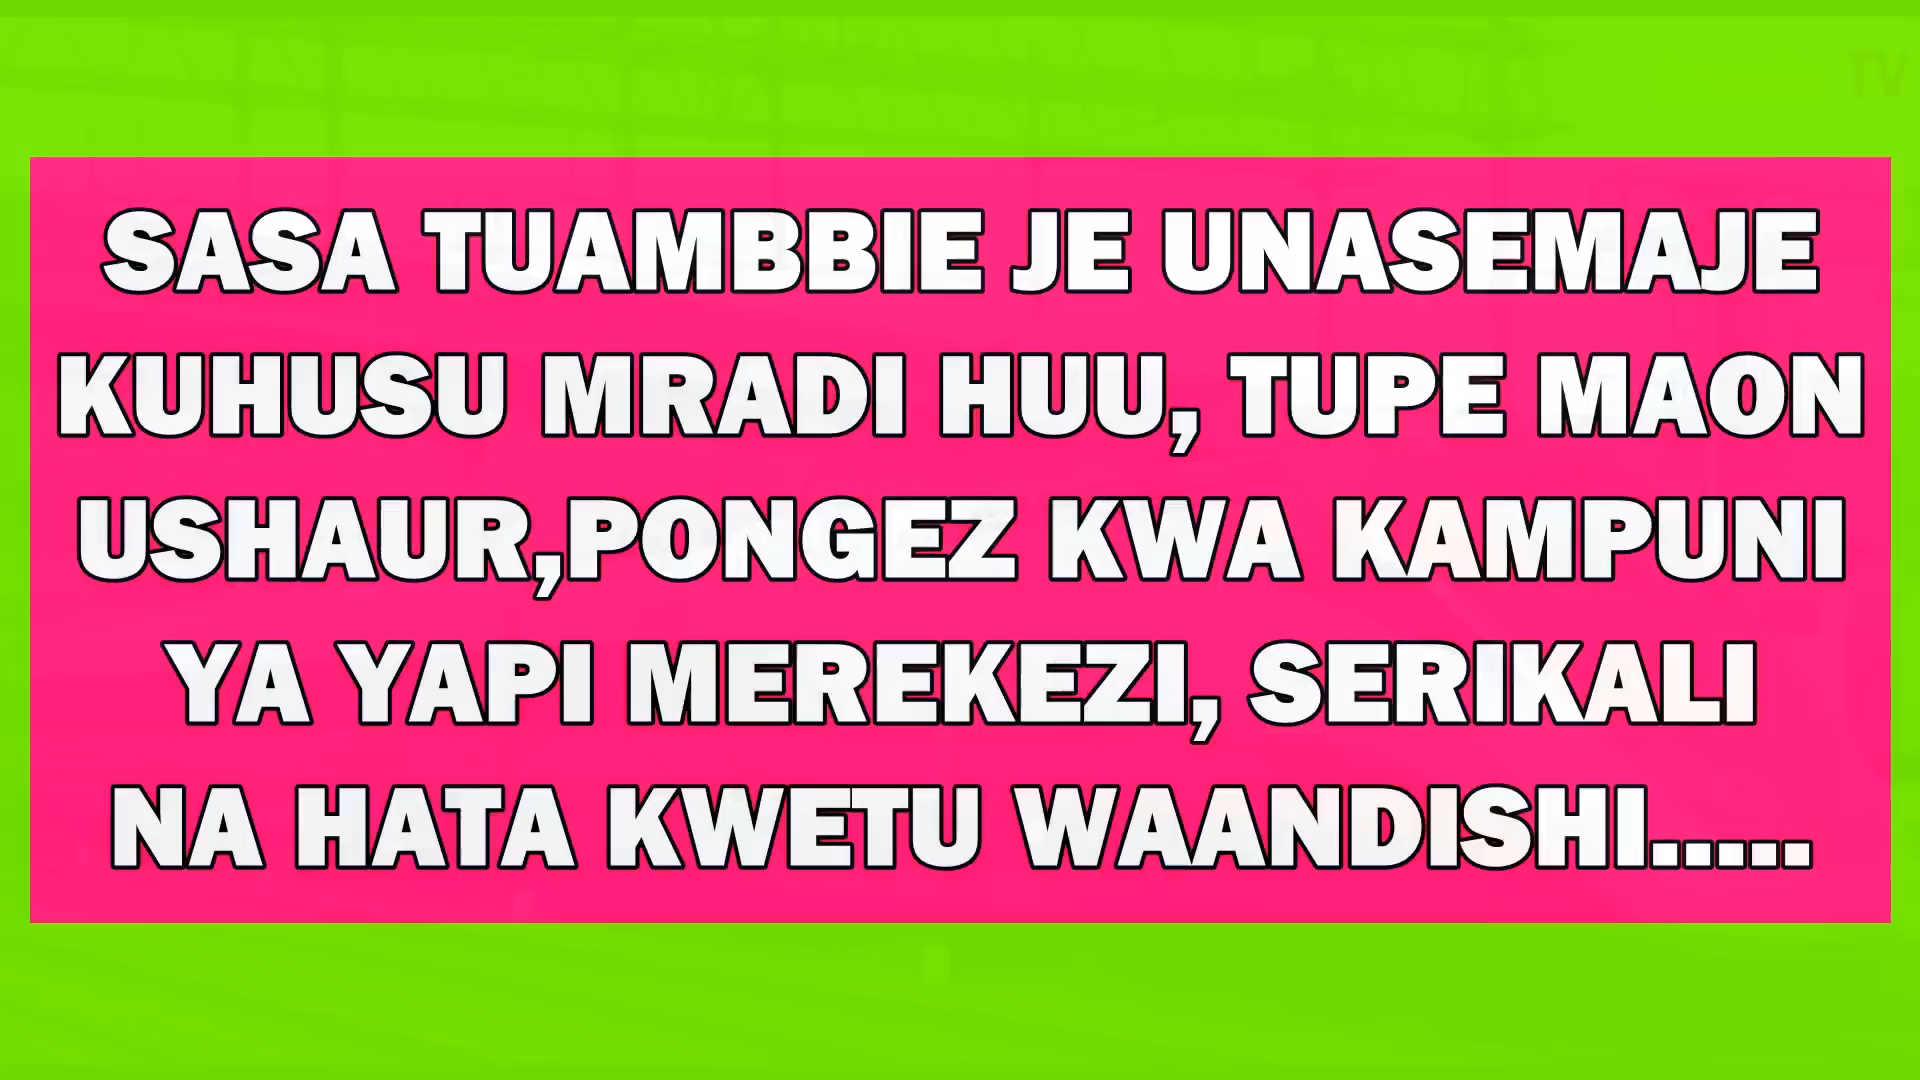 SASA TUAMBBIE JE UNASEMAJE
KUHUSU MRADI HUU, TUPE MAON
USHAUR,PONGEZ KWA KAMPUNI
YA YAPI MEREKEZI, SERIKALI
NA HATA KWETU WAANDISHI.....
TV